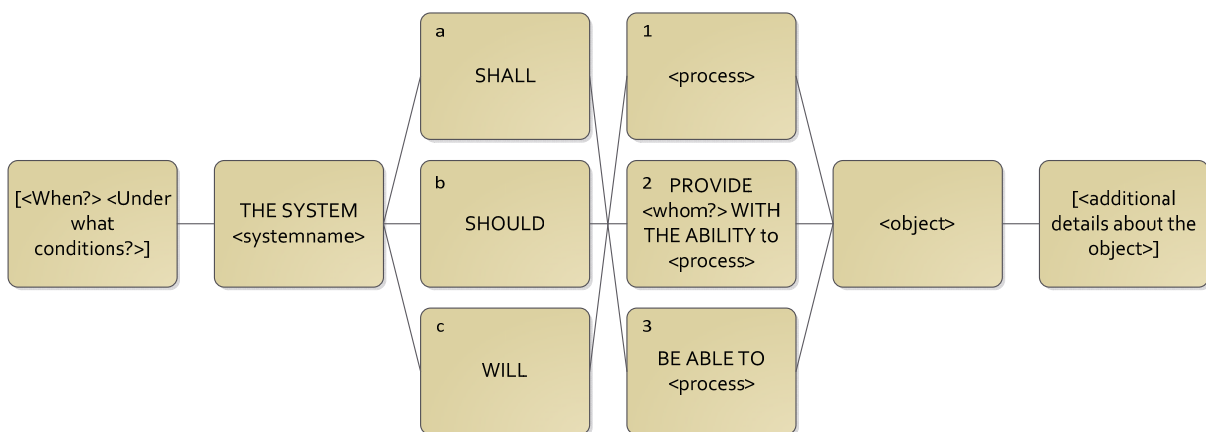 [<When?> <Under
what
conditions?>]
THE SYSTEM
<systemname>
a
SHALL
b
SHOULD
c
WILL
1
<process>
2 PROVIDE
<whom?> WITH
THE ABILITY to
<process>
3
BE ABLE TO
<process>
<object>
[<additional
details about the
object>]